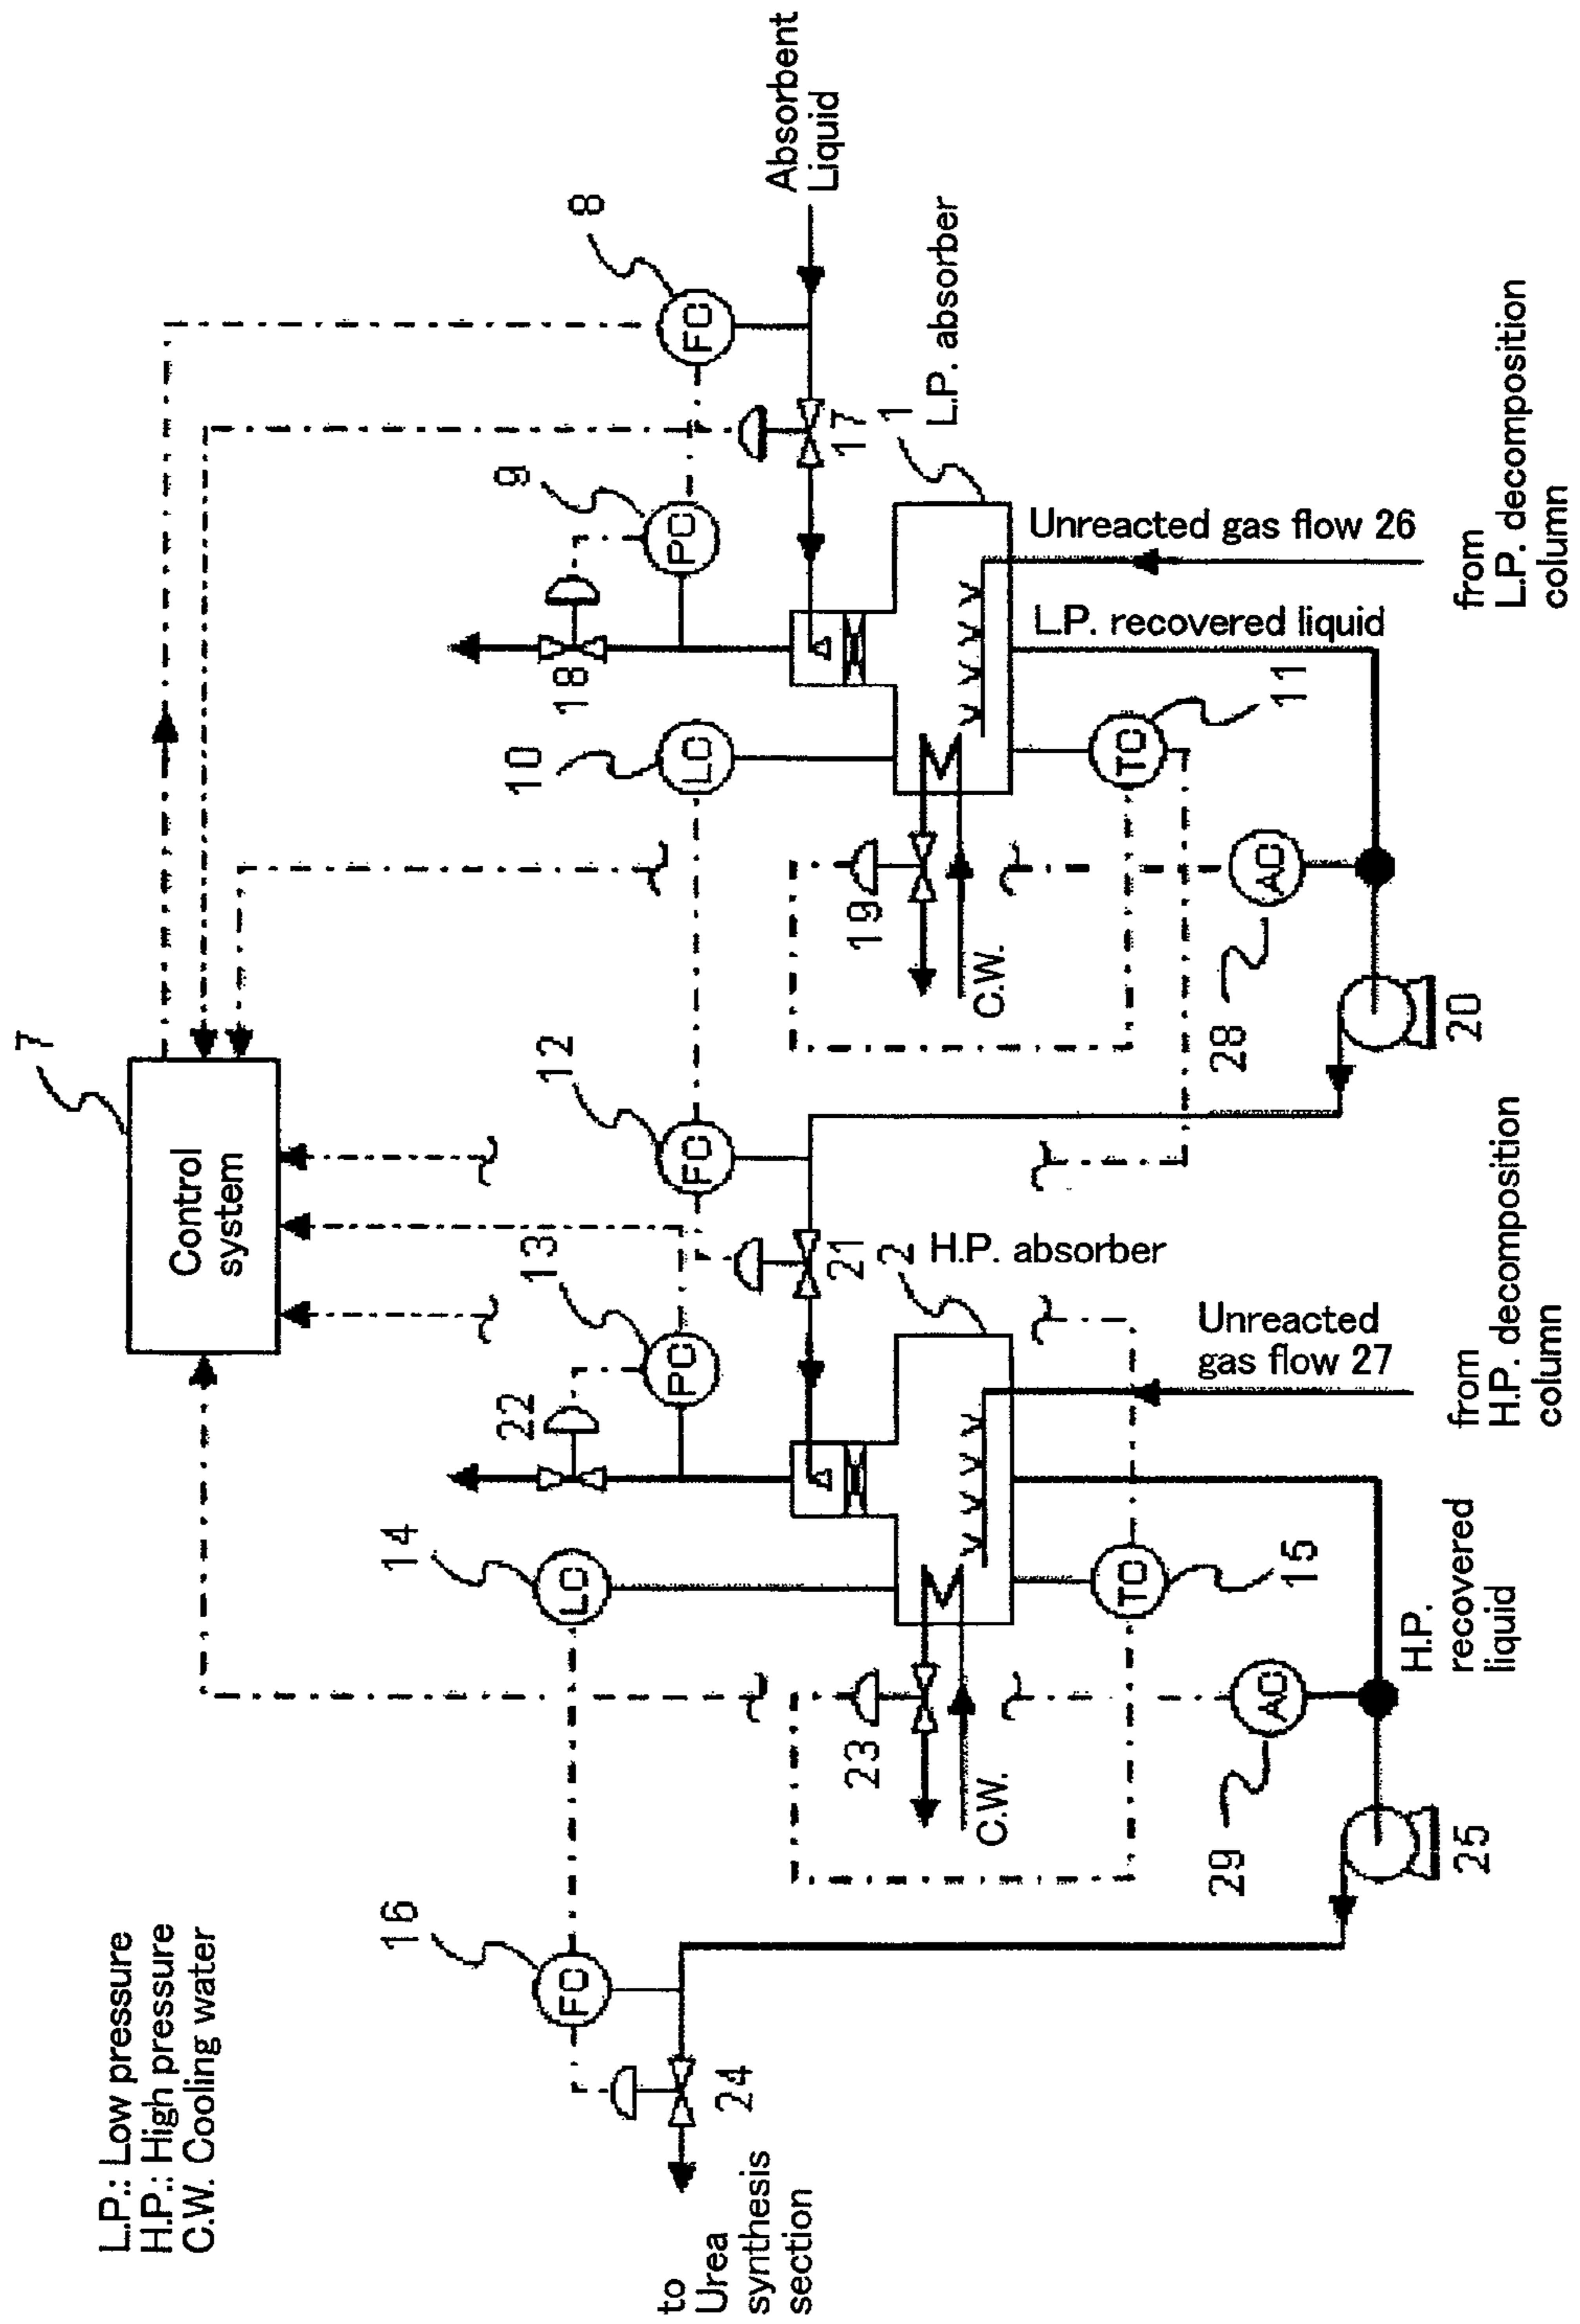 L.P.: Low pressure
H.P.: High pressure
C.W. Cooling water
7
Control
system
16
FC
14
LC
22
13
PC
12
FC
10
LC
18
9
PC
8
FC
Absorbent
Liquid
24
to
Urea
synthesis
section
23
C.W.
21
2
H.P. absorber
19
C.W.
17
1
L.P. absorber
29
AC
TC
15
Unreacted
gas flow 27
28
AC
TC
11
L.P. recovered liquid
Unreacted gas flow 26
25
H.P.
recovered
liquid
from
H.P. decomposition
column
20
from
L.P. decomposition
column